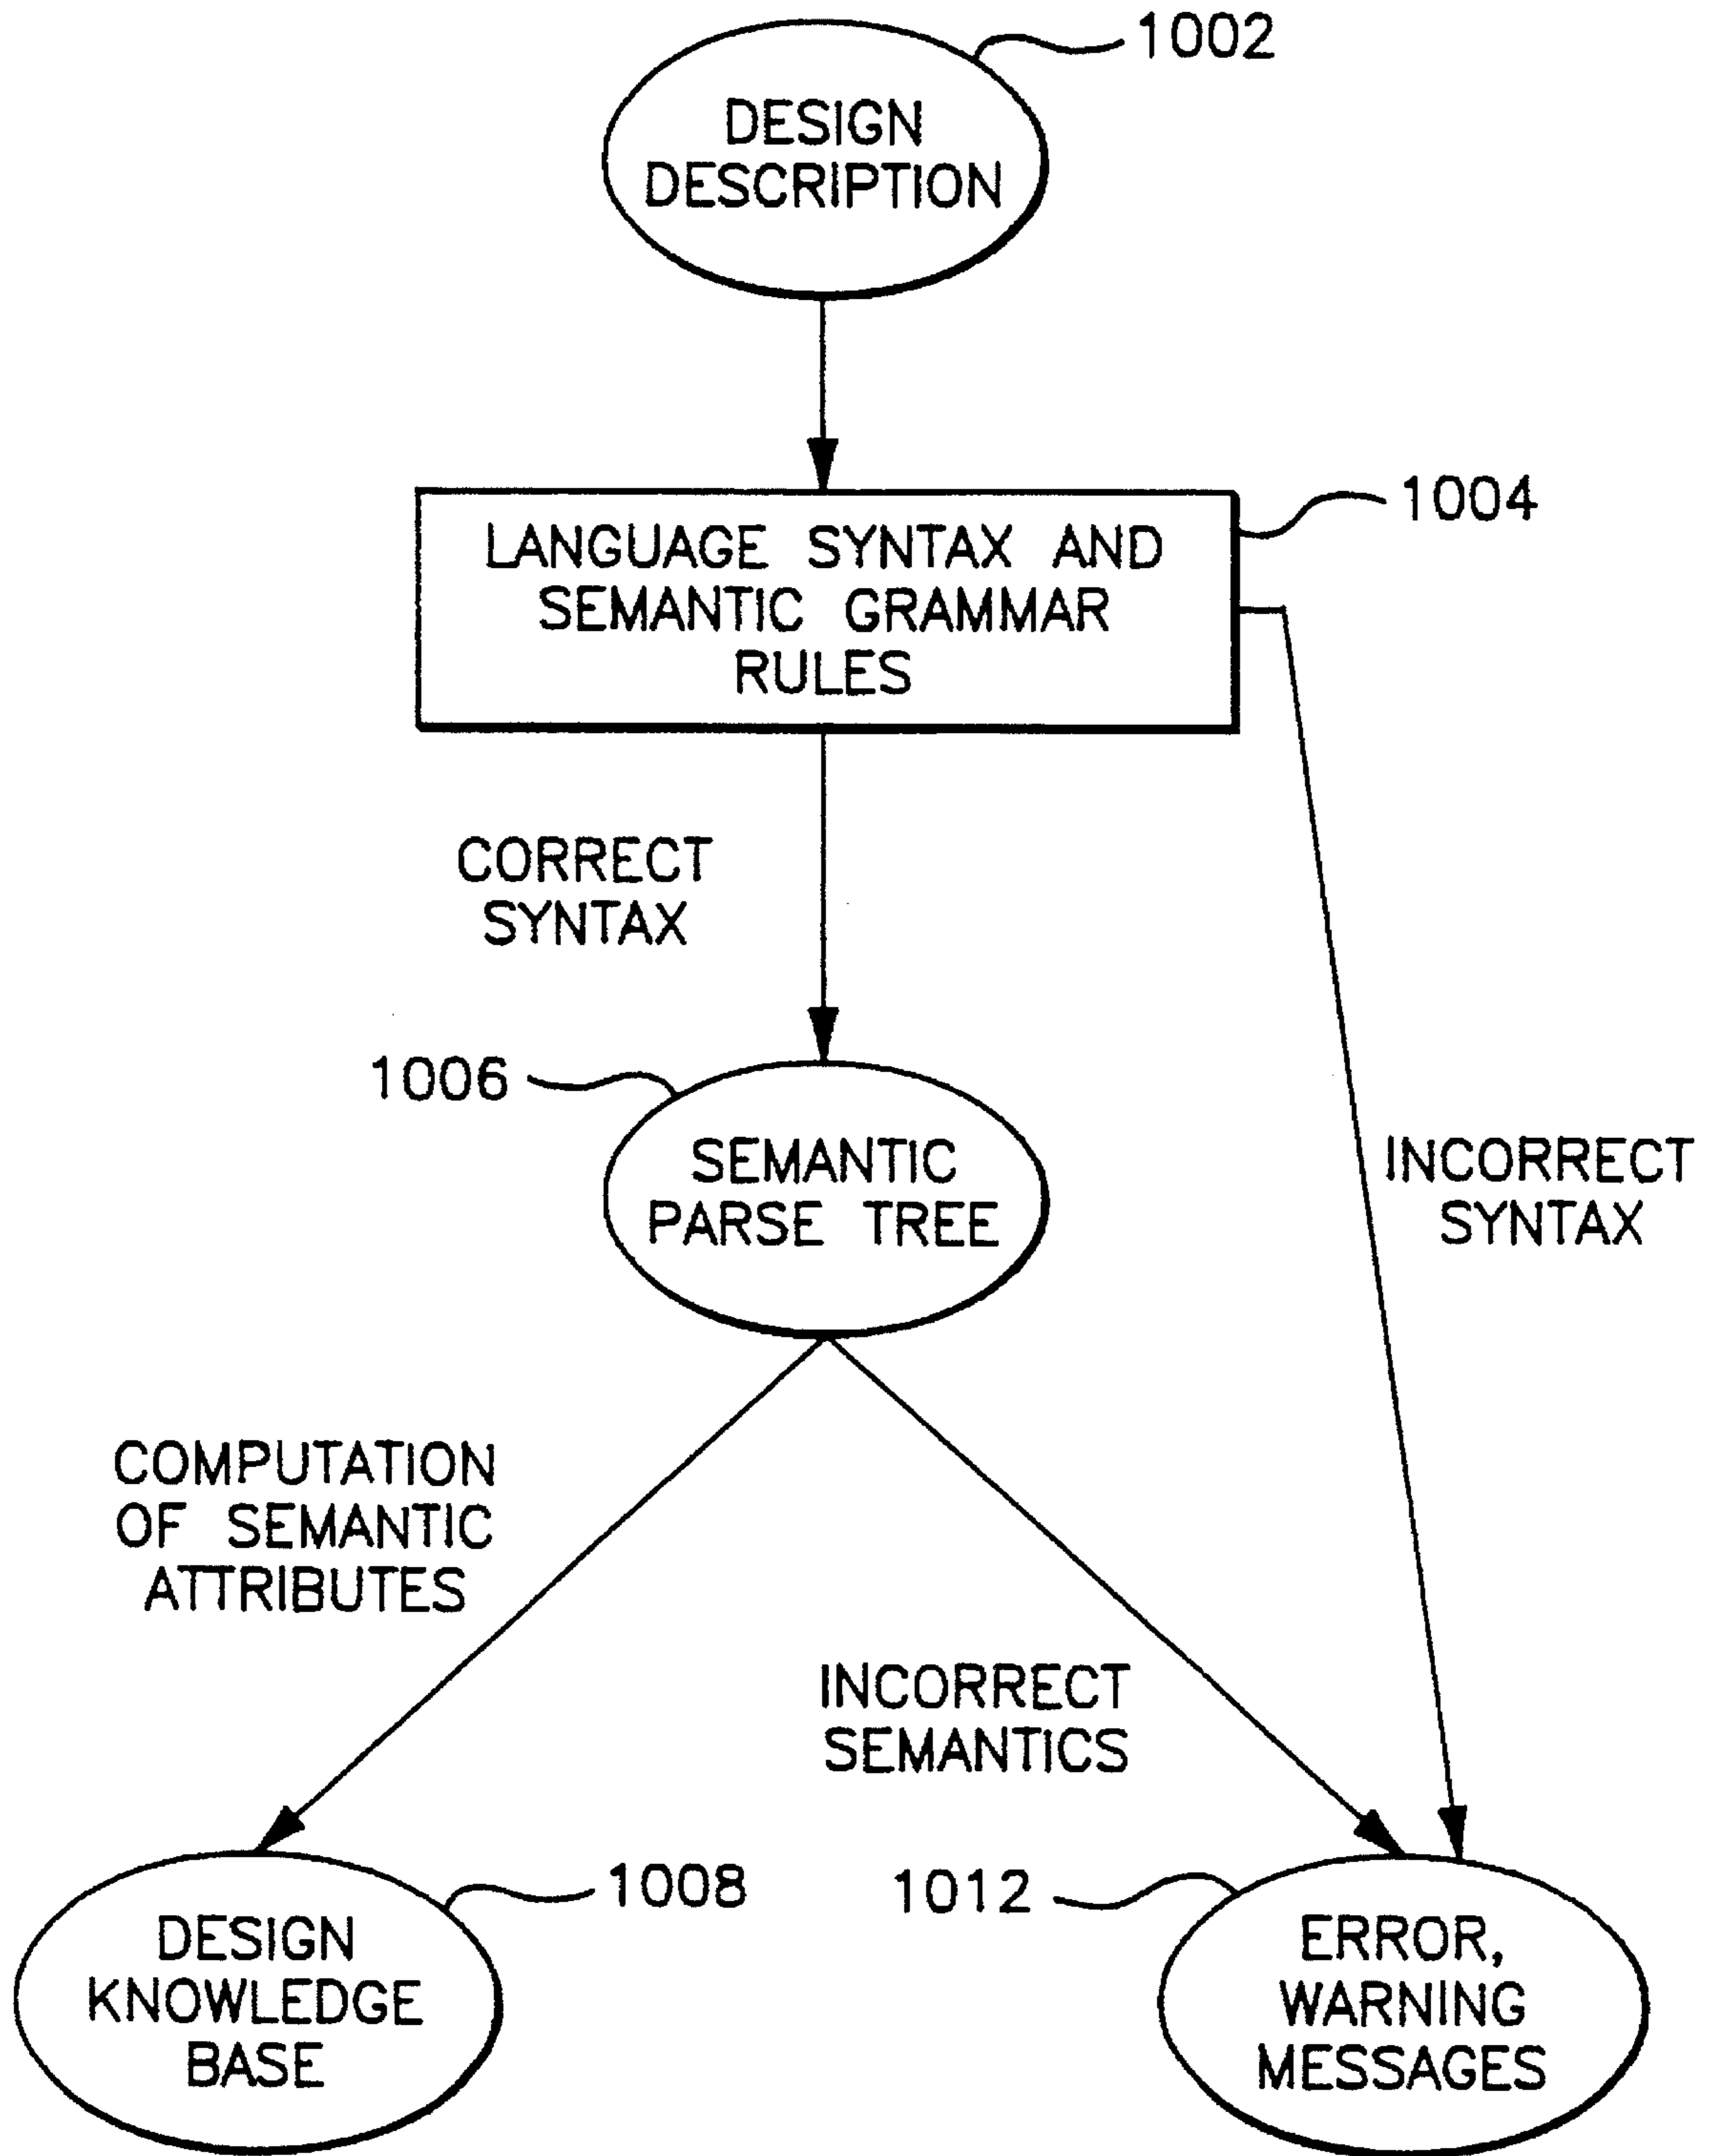 1002
DESIGN
DESCRIPTION
1004
LANGUAGE SYNTAX AND
SEMANTIC GRAMMAR
RULES
CORRECT
SYNTAX
1006
SEMANTIC
PARSE TREE
INCORRECT
SYNTAX
COMPUTATION
OF SEMANTIC
ATTRIBUTES
INCORRECT
SEMANTICS
1008
DESIGN
KNOWLEDGE
BASE
1012
ERROR,
WARNING
MESSAGES